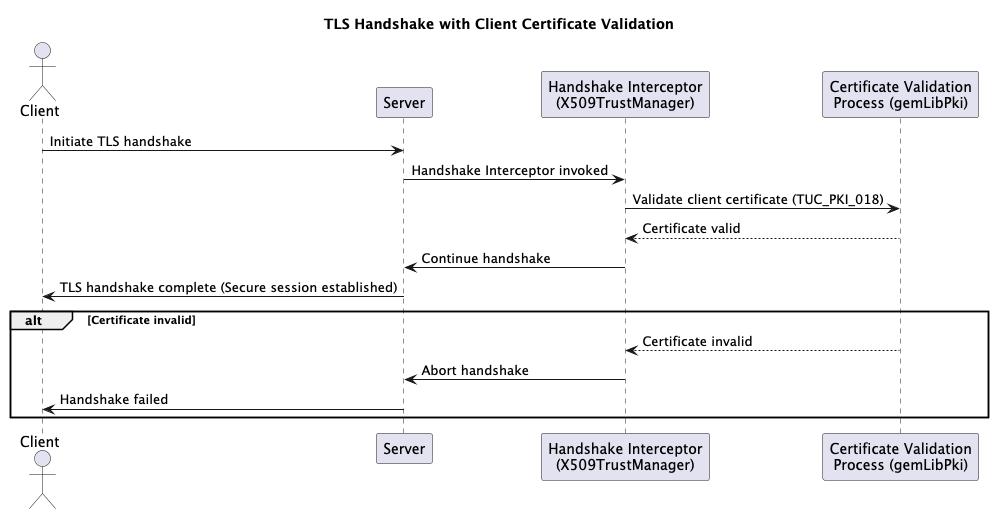 TLS Handshake with Client Certificate Validation
Client
Server
Handshake Interceptor
(X509TrustManager)
Certificate Validation
Process (gemLibPki)
Initiate TLS handshake
Handshake Interceptor invoked
Validate client certificate (TUC_PKI_018)
Certificate valid
Continue handshake
TLS handshake complete (Secure session established)
alt
[Certificate invalid]
Certificate invalid
Abort handshake
Handshake failed
Client
Server
Handshake Interceptor
(X509TrustManager)
Certificate Validation
Process (gemLibPki)